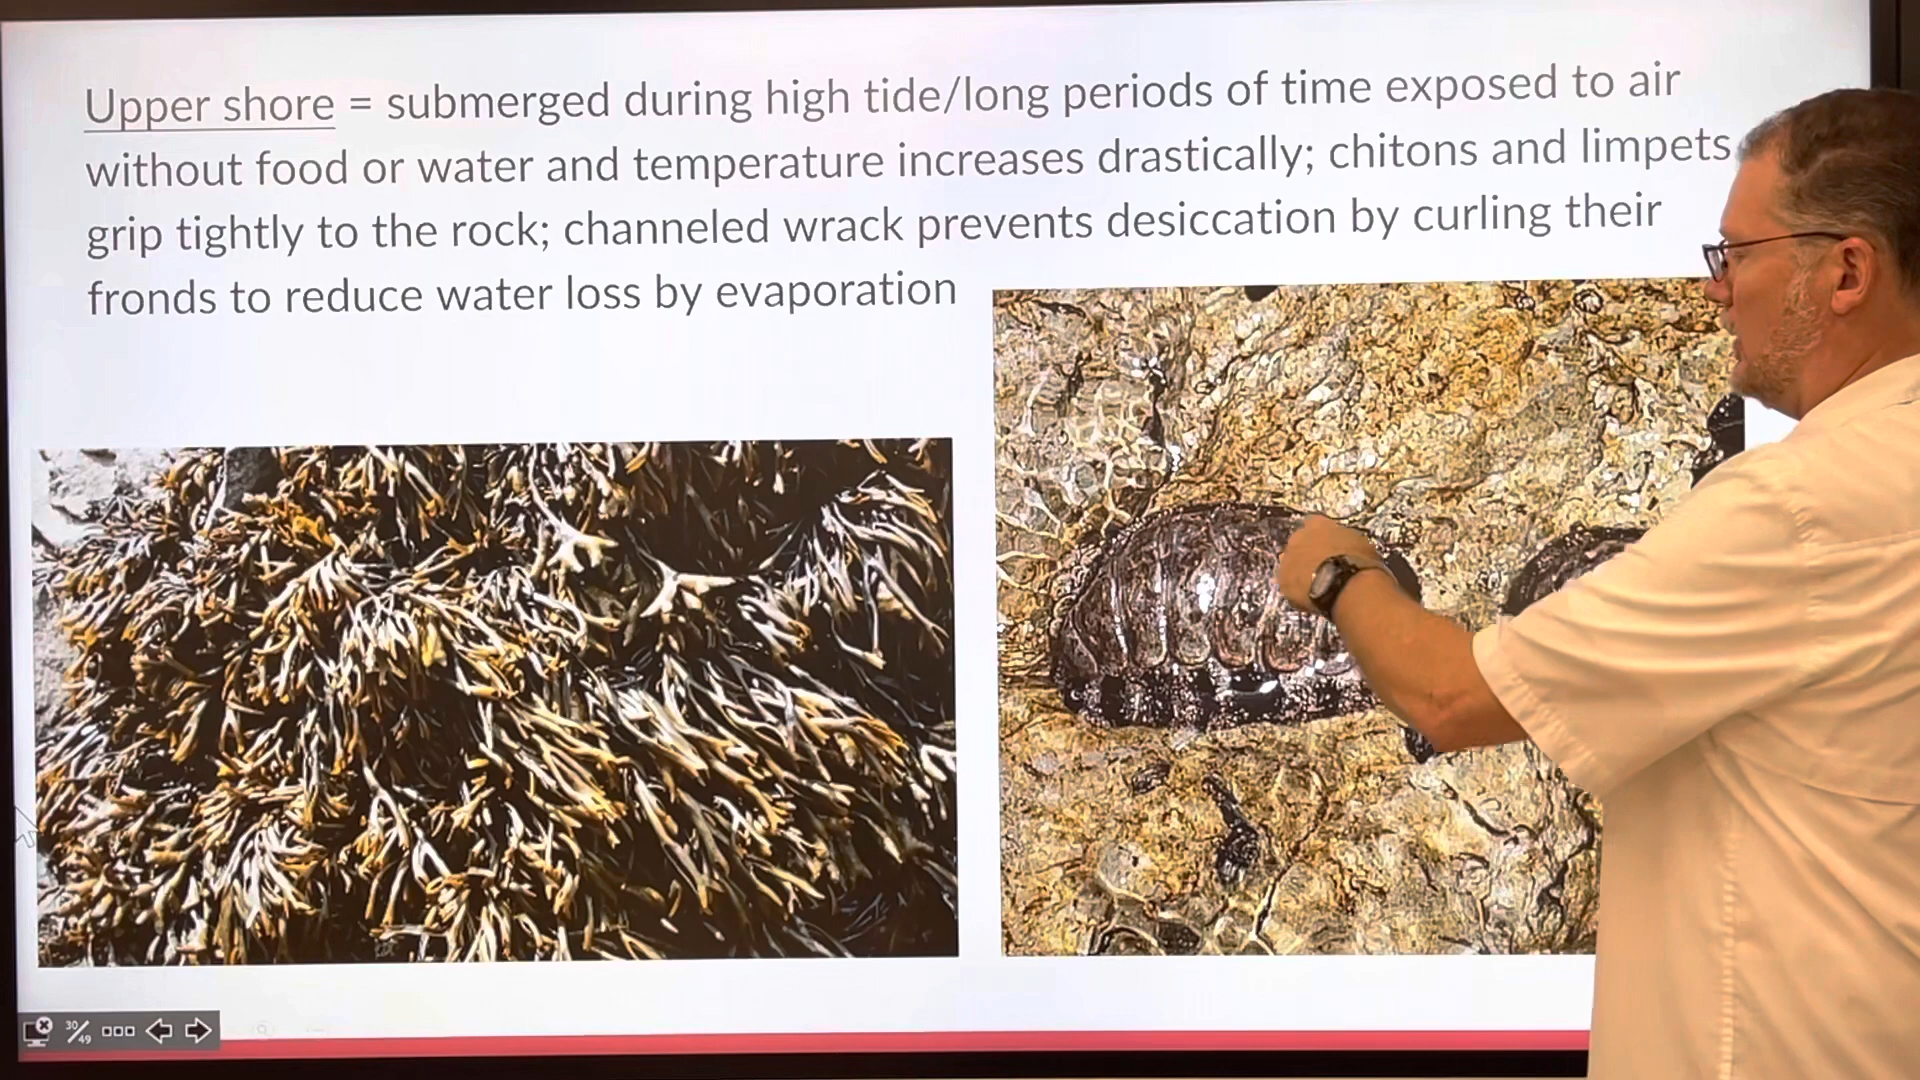 Upper shore = submerged during high tide/long periods of time exposed to air
without food or water and temperature increases drastically; chitons and limpets
grip tightly to the rock; channeled wrack prevents desiccation by curling their
fronds to reduce water loss by evaporation
30/49